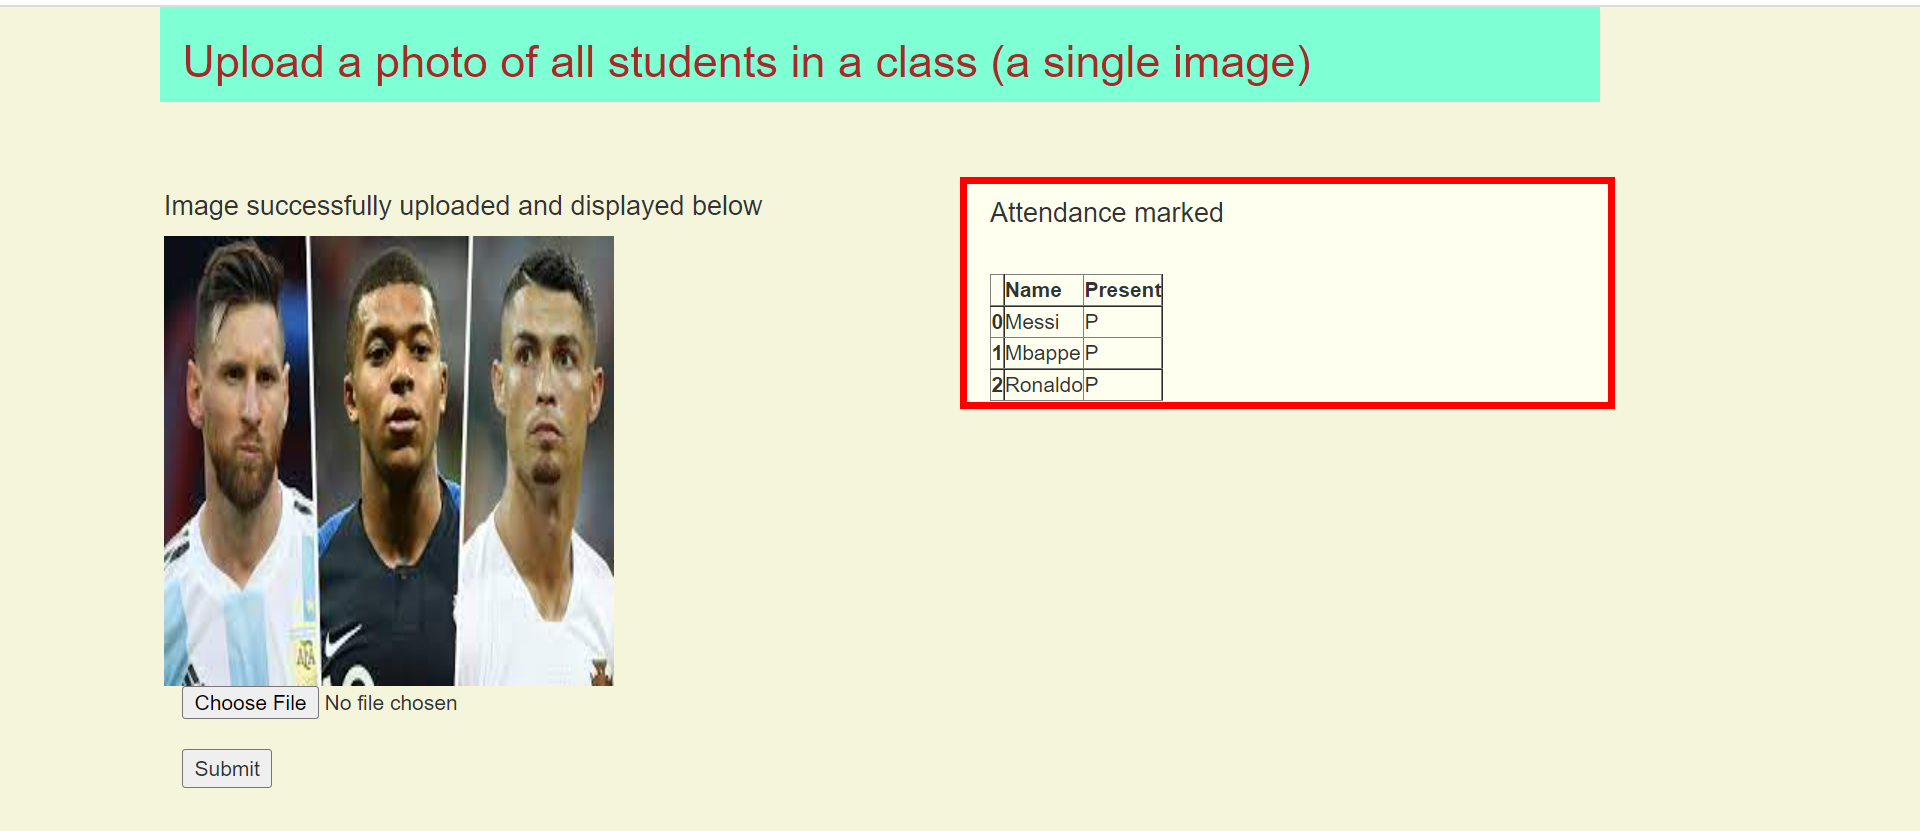 Upload a photo of all students in a class (a single image)
Image successfully uploaded and displayed below
Attendance marked
Name Present
0 Messi P
1 Mbappe P
2 Ronaldo P
AFA
Choose File No file chosen
Submit